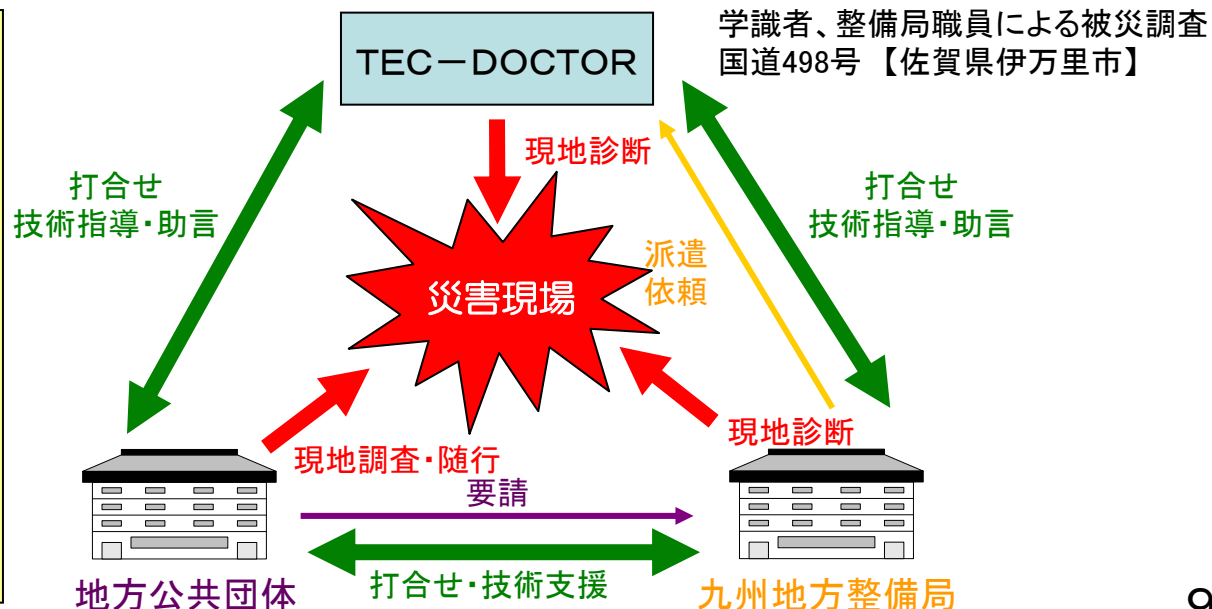 学識者、整備局職員による被災調査
国道498号 【佐賀県伊万里市】
TEC－DOCTOR
現地診断
打合せ
技術指導・助言
打合せ
技術指導・助言
派遣
依頼
災害現場
現地診断
現地調査・随行
要請
打合せ・技術支援
地方公共団体
九州地方整備局